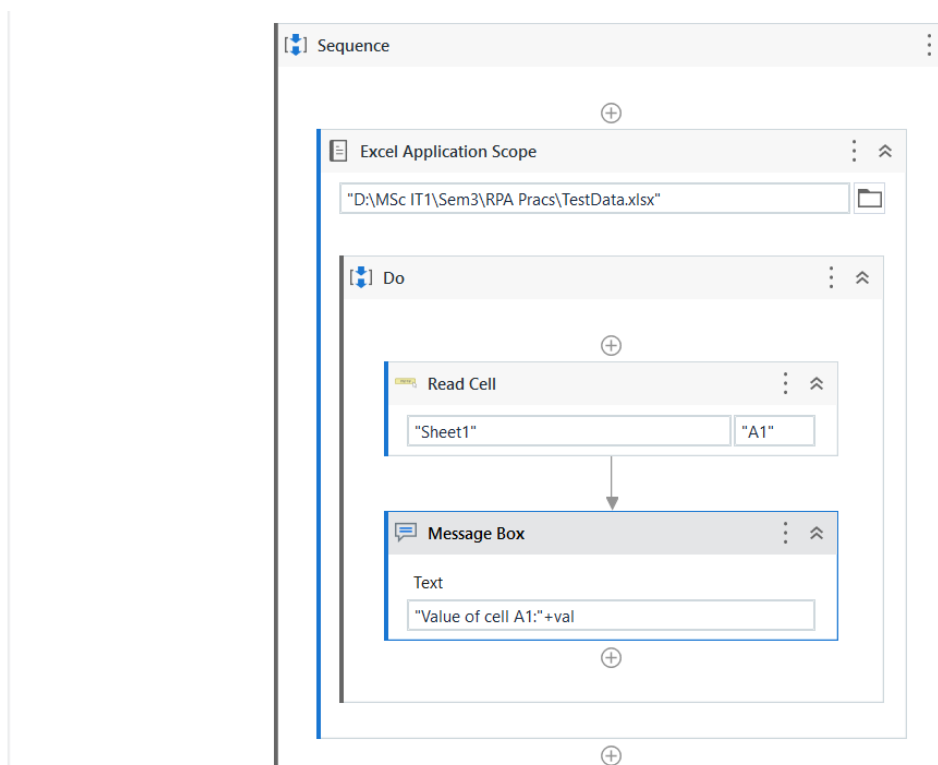 Sequence
Excel Application Scope
"D:\MSc IT1\Sem3\RPA Pracs\TestData.xlsx"
Do
Read Cell
"Sheet1" "A1"
Message Box
Text
"Value of cell A1:"+val